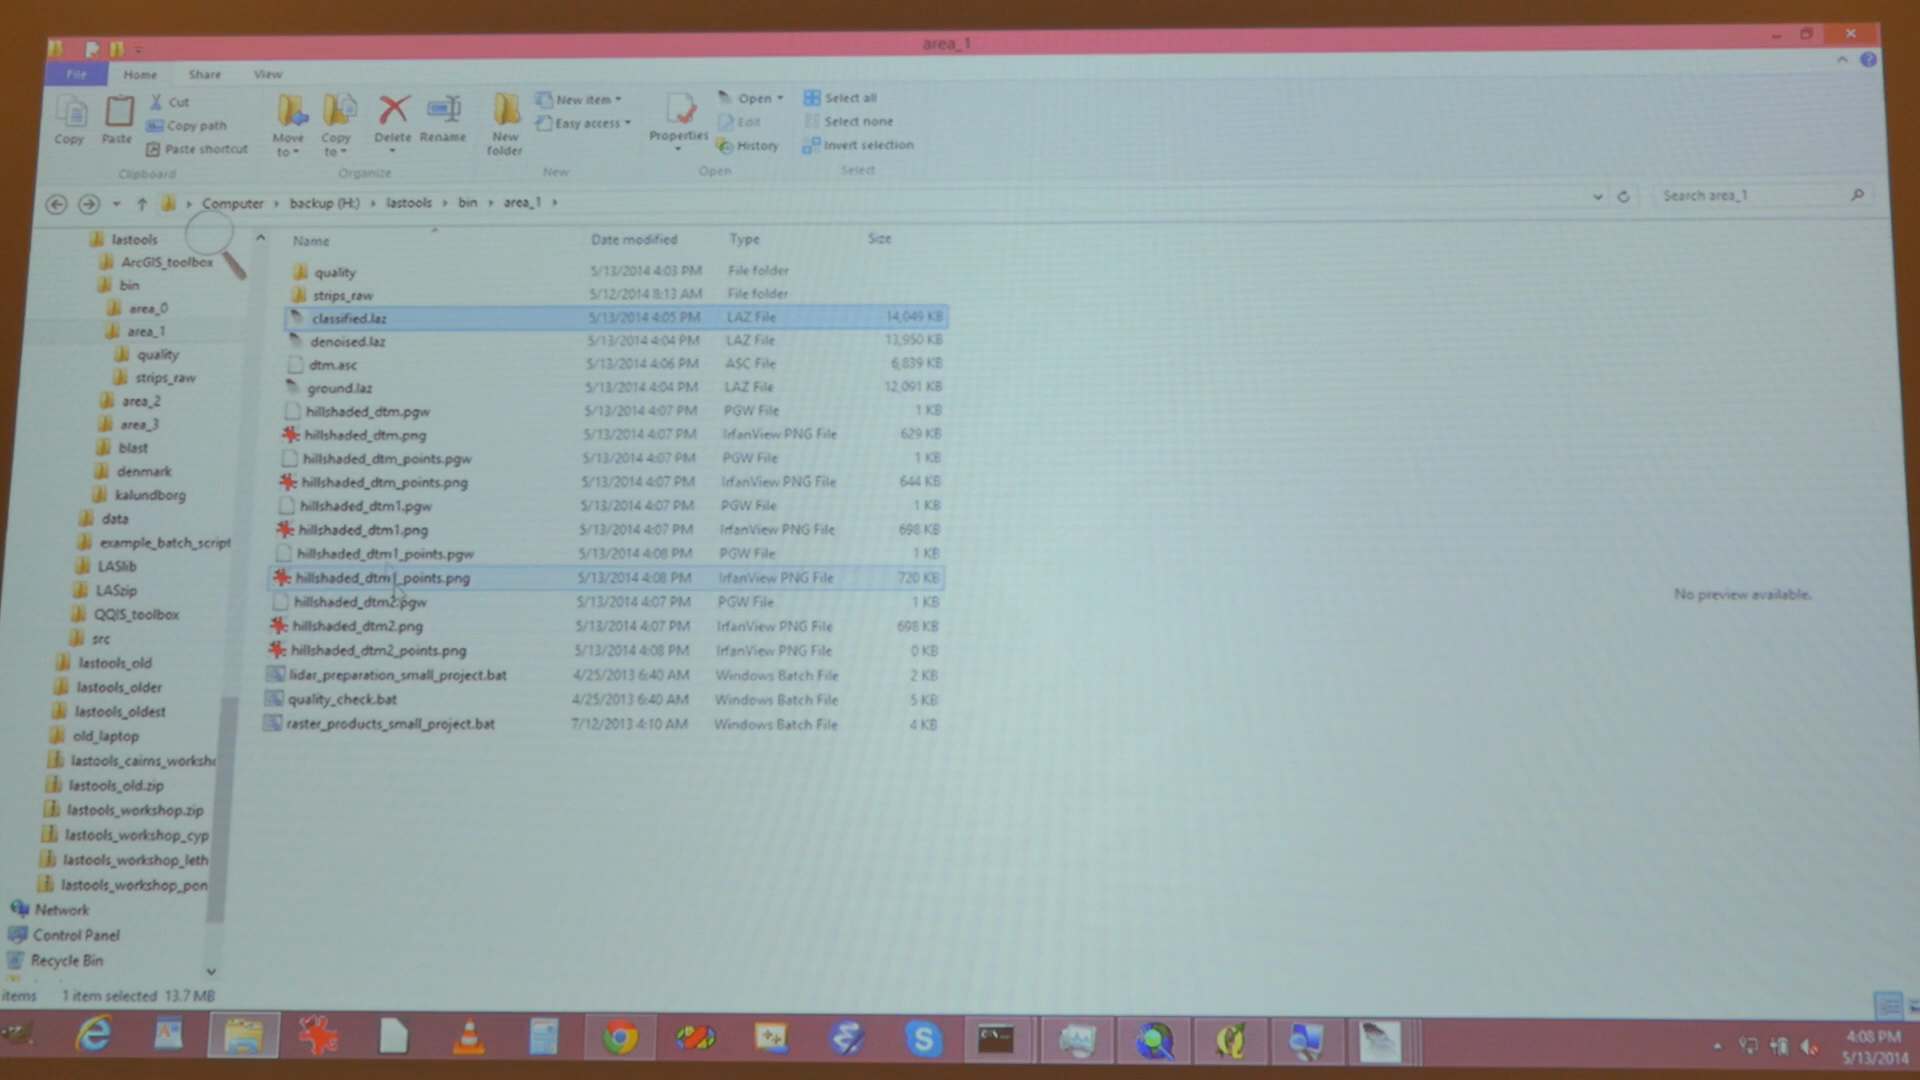 area_1
File Home Share View
Copy Paste Cut Copy path Paste shortcut
Clipboard
Move to Copy to Delete Rename
Organize
New folder New item Easy access
New
Properties Open Edit History
Open
Select all Select none Invert selection
Select
Computer backup (H:) lastools bin area_1
Search area_1
lastools
ArcGIS_toolbox
bin
area_0
area_1
quality
strips_raw
area_2
area_3
blast
denmark
kalundborg
data
example_batch_script
LASlib
LASzip
QQIS_toolbox
src
lastools_old
lastools_older
lastools_oldest
old_laptop
lastools_cairns_worksho
lastools_old.zip
lastools_workshop.zip
lastools_workshop_cyp
lastools_workshop_leth
lastools_workshop_pon
Network
Control Panel
Recycle Bin
Name Date modified Type Size
quality 5/13/2014 4:03 PM File folder
strips_raw 5/12/2014 8:13 AM File folder
classified.laz 5/13/2014 4:05 PM LAZ File 14,049 KB
denoised.laz 5/13/2014 4:04 PM LAZ File 13,950 KB
dtm.asc 5/13/2014 4:06 PM ASC File 6,839 KB
ground.laz 5/13/2014 4:04 PM LAZ File 12,091 KB
hillshaded_dtm.pgw 5/13/2014 4:07 PM PGW File 1 KB
hillshaded_dtm.png 5/13/2014 4:07 PM IrfanView PNG File 629 KB
hillshaded_dtm_points.pgw 5/13/2014 4:07 PM PGW File 1 KB
hillshaded_dtm_points.png 5/13/2014 4:07 PM IrfanView PNG File 644 KB
hillshaded_dtm1.pgw 5/13/2014 4:07 PM PGW File 1 KB
hillshaded_dtm1.png 5/13/2014 4:07 PM IrfanView PNG File 698 KB
hillshaded_dtm1_points.pgw 5/13/2014 4:08 PM PGW File 1 KB
hillshaded_dtm1_points.png 5/13/2014 4:08 PM IrfanView PNG File 720 KB
hillshaded_dtm2.pgw 5/13/2014 4:07 PM PGW File 1 KB
hillshaded_dtm2.png 5/13/2014 4:07 PM IrfanView PNG File 698 KB
hillshaded_dtm2_points.png 5/13/2014 4:08 PM IrfanView PNG File 0 KB
lidar_preparation_small_project.bat 4/25/2013 6:40 AM Windows Batch File 2 KB
quality_check.bat 4/25/2013 6:40 AM Windows Batch File 5 KB
raster_products_small_project.bat 7/12/2013 4:10 AM Windows Batch File 4 KB
No preview available.
items 1 item selected 13.7 MB
4:08 PM
5/13/2014